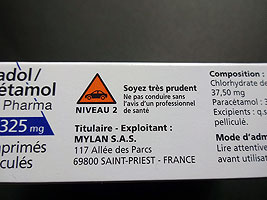 adol/
étamol
Pharma
325 mg
primés
iculés
NIVEAU 2
Soyez très prudent
Ne pas conduire sans
l'avis d'un professionnel
de santé
Titulaire - Exploitant :
MYLAN S.A.S.
117 Allée des Parcs
69800 SAINT-PRIEST - FRANCE
Composition :
Chlorhydrate de
37,50 mg
Paracétamol :
Excipients : q.s
pelliculé.
Mode d'adm
Lire attentive
avant utilisat